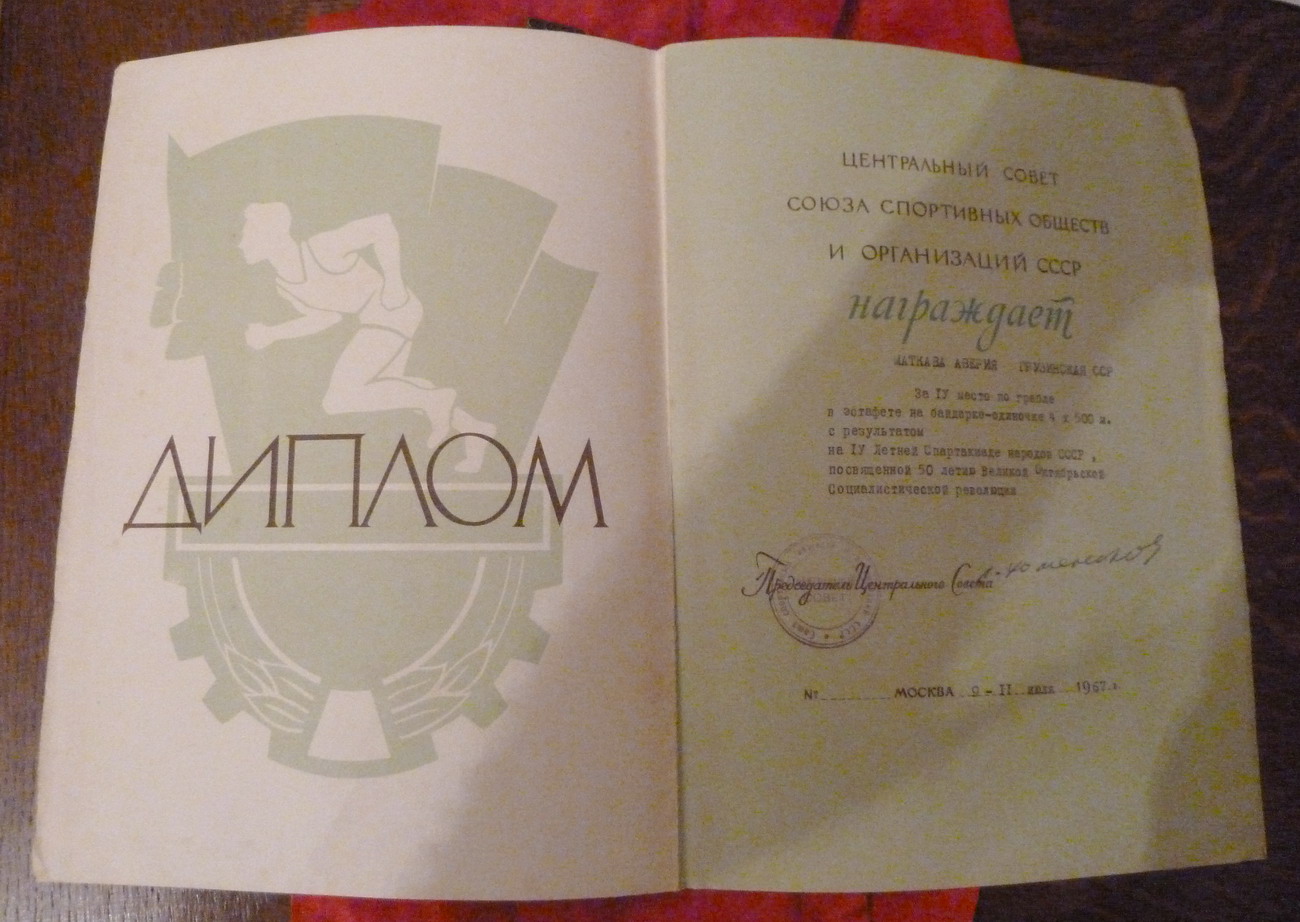 ДИПЛОМ
ЦЕНТРАЛЬНЫЙ СОВЕТ
СОЮЗА СПОРТИВНЫХ ОБЩЕСТВ
И ОРГАНИЗАЦИЙ СССР
награждает
АВЕРИЯ ГРУЗИНСКАЯ ССР
За IУ место по гребле
в эстафете на байдарке-одиночке 4 х 500 м.
с результатом
на IУ Летней Спартакиаде народов СССР,
посвященной 50 летию Великой Октябрьской
Социалистической революции
Председатель Центрального Совета
№ МОСКВА 9 - II июля 1967г.